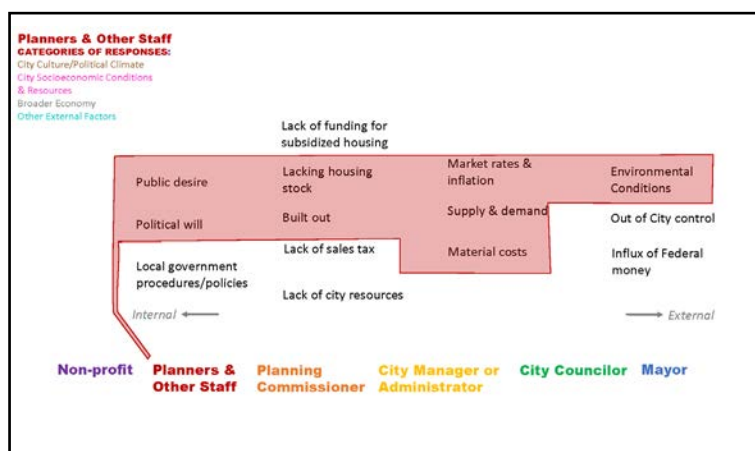 Planners & Other Staff
CATEGORIES OF RESPONSES:
City Culture/Political Climate
City Socioeconomic Conditions
& Resources
Broader Economy
Other External Factors
Lack of funding for
subsidized housing
Public desire
Lacking housing
stock
Market rates &
inflation
Environmental
Conditions
Political will
Built out
Supply & demand
Out of City control
Local government
procedures/policies
Lack of sales tax
Material costs
Influx of Federal
money
Lack of city resources
Internal
External
Non-profit
Planners &
Other Staff
Planning
Commissioner
City Manager or
Administrator
City Councilor
Mayor